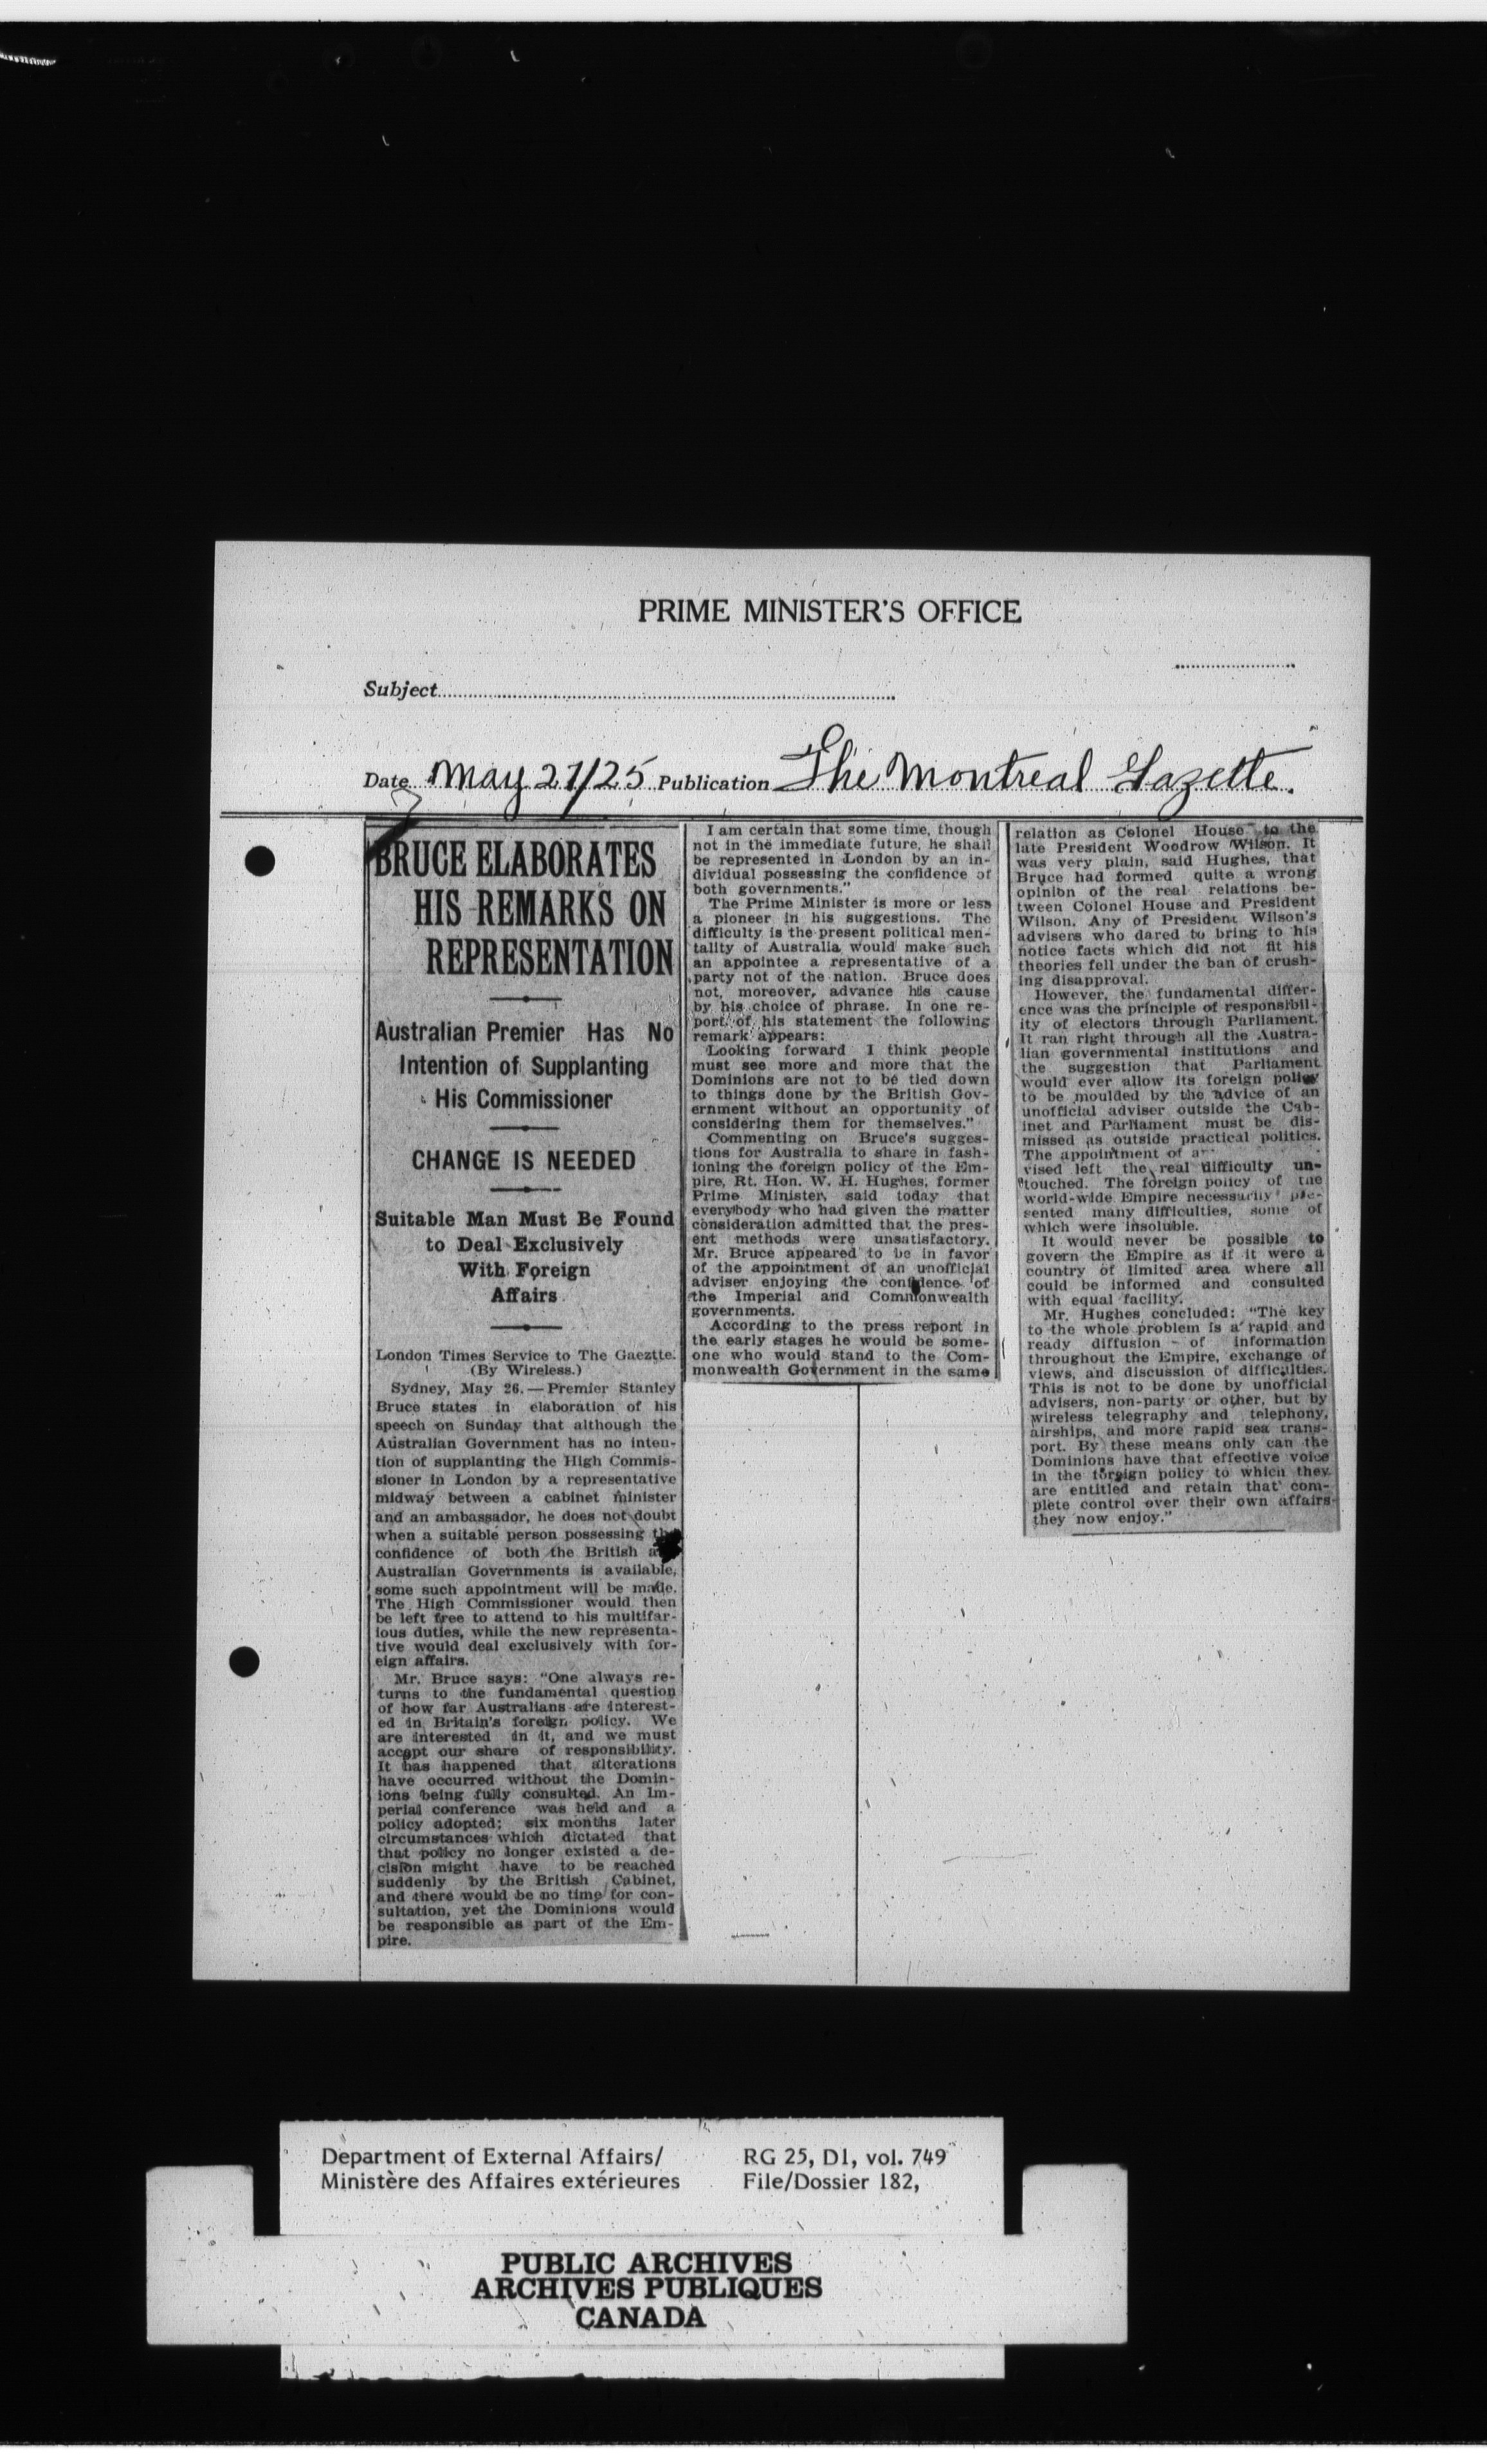 PRIME MINISTER'S OFFICE
Subject
Date May 27/25 Publication The Montreal Gazette.
BRUCE ELABORATES
HIS REMARKS ON
REPRESENTATION
Australian Premier Has No
Intention of Supplanting
His Commissioner
CHANGE IS NEEDED
Suitable Man Must Be Found
to Deal Exclusively
With Foreign
Affairs
London Times Service to The Gaeztte.
(By Wireless.)
Sydney, May 26.—Premier Stanley
Bruce states in elaboration of his
speech on Sunday that although the
Australian Government has no inten-
tion of supplanting the High Commis-
sioner in London by a representative
midway between a cabinet minister
and an ambassador, he does not doubt
when a suitable person possessing the
confidence of both the British
Australian Governments is available,
some such appointment will be made.
The High Commissioner would then
be left free to attend to his multifar-
ious duties, while the new representa-
tive would deal exclusively with for-
eign affairs.
Mr. Bruce says: "One always re-
turns to the fundamental question
of how far Australians are interest-
ed in Britain's foreign policy. We
are interested in it, and we must
accept our share of responsibility.
It has happened that alterations
have occurred without the Domin-
ions being fully consulted. An Im-
perial conference was held and a
policy adopted; six months later
circumstances which dictated that
that policy no longer existed a de-
cision might have to be reached
suddenly by the British Cabinet,
and there would be no time for con-
sultation, yet the Dominions would
be responsible as part of the Em-
pire.
I am certain that some time, though
not in the immediate future, he shall
be represented in London by an in-
dividual possessing the confidence of
both governments."
The Prime Minister is more or less
a pioneer in his suggestions. The
difficulty is the present political men-
tality of Australia would make such
an appointee a representative of a
party not of the nation. Bruce does
not, moreover, advance his cause
by his choice of phrase. In one re-
port of his statement the following
remark appears:
"Looking forward I think people
must see more and more that the
Dominions are not to be tied down
to things done by the British Gov-
ernment without an opportunity of
considering them for themselves."
Commenting on Bruce's sugges-
tions for Australia to share in fash-
ioning the foreign policy of the Em-
pire, Rt. Hon. W. H. Hughes, former
Prime Minister, said today that
everybody who had given the matter
consideration admitted that the pres-
ent methods were unsatisfactory.
Mr. Bruce appeared to be in favor
of the appointment of an unofficial
adviser enjoying the confidence of
the Imperial and Commonwealth
governments.
According to the press report in
the early stages he would be some-
one who would stand to the Com-
monwealth Government in the same
relation as Colonel House to the
late President Woodrow Wilson. It
was very plain, said Hughes, that
Bruce had formed quite a wrong
opinion of the real relations be-
tween Colonel House and President
Wilson. Any of President Wilson's
advisers who dared to bring to his
notice facts which did not fit his
theories fell under the ban of crush-
ing disapproval.
However, the fundamental differ-
ence was the principle of responsibil-
ity of electors through Parliament.
It ran right through all the Austra-
lian governmental institutions and
the suggestion that Parliament
would ever allow its foreign policy
to be moulded by the advice of an
unofficial adviser outside the Cab-
inet and Parliament must be dis-
missed as outside practical politics.
The appointment of
vised left the real difficulty un-
touched. The foreign policy of the
world-wide Empire necessarily pre-
sented many difficulties, some of
which were insoluble.
It would never be possible to
govern the Empire as if it were a
country of limited area where all
could be informed and consulted
with equal facility.
Mr. Hughes concluded: "The key
to the whole problem is a rapid and
ready diffusion of information
throughout the Empire, exchange of
views, and discussion of difficulties.
This is not to be done by unofficial
advisers, non-party or other, but by
wireless telegraphy and telephony,
airships, and more rapid sea trans-
port. By these means only can the
Dominions have that effective voice
in the foreign policy to which they
are entitled and retain that com-
plete control over their own affairs
they now enjoy."
Department of External Affairs/
Ministère des Affaires extérieures
RG 25, D1, vol. 749
File/Dossier 182,
PUBLIC ARCHIVES
ARCHIVES PUBLIQUES
CANADA